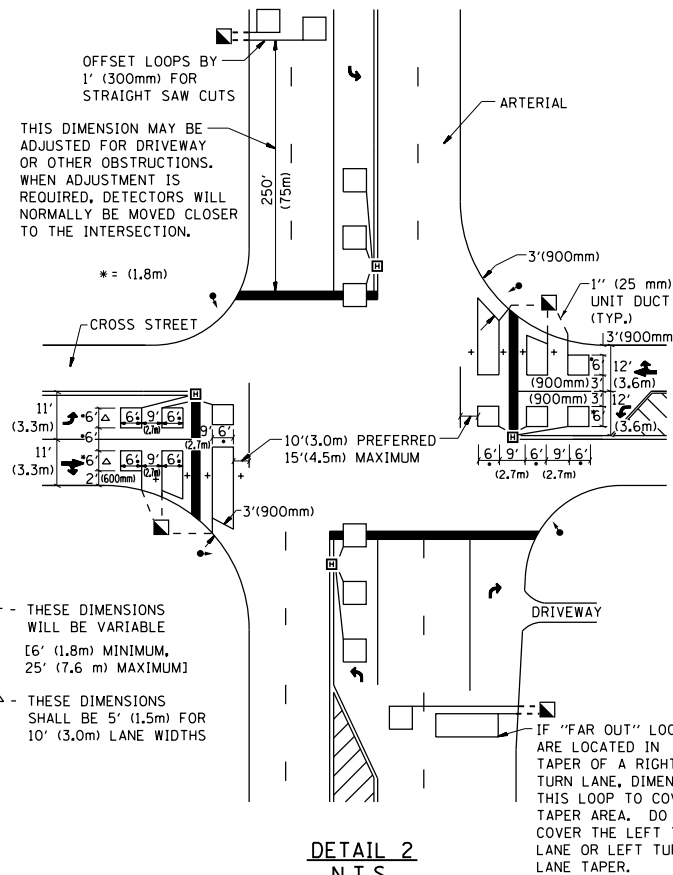 OFFSET LOOPS BY
1' (300mm) FOR
STRAIGHT SAW CUTS
ARTERIAL
THIS DIMENSION MAY BE
ADJUSTED FOR DRIVEWAY
OR OTHER OBSTRUCTIONS.
WHEN ADJUSTMENT IS
REQUIRED, DETECTORS WILL
NORMALLY BE MOVED CLOSER
TO THE INTERSECTION.
250'
(75m)
* = (1.8m)
H
3'(900mm)
1'' (25 mm)
UNIT DUCT
(TYP.)
CROSS STREET
3'(900mm
*6' 12'
(3.6m)
(900mm) 3'
(900mm) 3' 12'
*6'
(3.6m)
H
6' 9' 6' 9' 6'
(2.7m) (2.7m)
H
11'
(3.3m)
*6' △ 6' 9' 6'
(2.7m)
*6'
9' 6'
(2.7m)
11'
(3.3m)
*6' △ 6' 9' 6'
(2.7m)
2' (600mm)
10'(3.0m) PREFERRED
15'(4.5m) MAXIMUM
3'(900mm)
H
DRIVEWAY
+ - THESE DIMENSIONS
WILL BE VARIABLE
[6' (1.8m) MINIMUM,
25' (7.6 m) MAXIMUM]
△ - THESE DIMENSIONS
SHALL BE 5' (1.5m) FOR
10' (3.0m) LANE WIDTHS
IF "FAR OUT" LOO
ARE LOCATED IN
TAPER OF A RIGHT
TURN LANE, DIMEN
THIS LOOP TO COV
TAPER AREA. DO
COVER THE LEFT T
LANE OR LEFT TUR
LANE TAPER.
DETAIL 2
N.T.S.